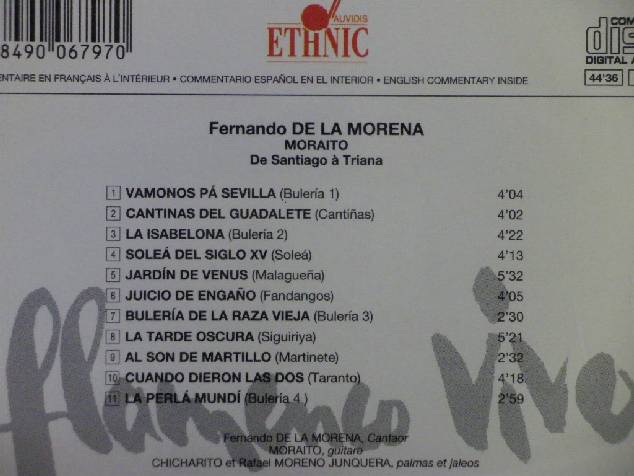 AUVIDIS
ETHNIC
8490 067970
COM
dis
DIGITAL A
ENTAIRE EN FRANÇAIS À L'INTÉRIEUR • COMMENTARIO ESPAÑOL EN EL INTERIOR • ENGLISH COMMENTARY INSIDE
44'36
Fernando DE LA MORENA
MORAITO
De Santiago à Triana
1 VAMONOS PÁ SEVILLA (Bulería 1) 4'04
2 CANTINAS DEL GUADALETE (Cantiñas) 4'02
3 LA ISABELONA (Bulería 2) 4'22
4 SOLEÁ DEL SIGLO XV (Soleá) 4'13
5 JARDÍN DE VENUS (Malagueña) 5'32
6 JUICIO DE ENGAÑO (Fandangos) 4'05
7 BULERÍA DE LA RAZA VIEJA (Bulería 3) 2'30
8 LA TARDE OSCURA (Siguiriya) 5'21
9 AL SON DE MARTILLO (Martinete) 2'32
10 CUANDO DIERON LAS DOS (Taranto) 4'18
11 LA PERLÁ MUNDÍ (Bulería 4) 2'59
flamenco vivo
Fernando DE LA MORENA, Cantaor
MORAITO, guitare
CHICHARITO et Rafael MORENO JUNQUERA, palmas et jaleos